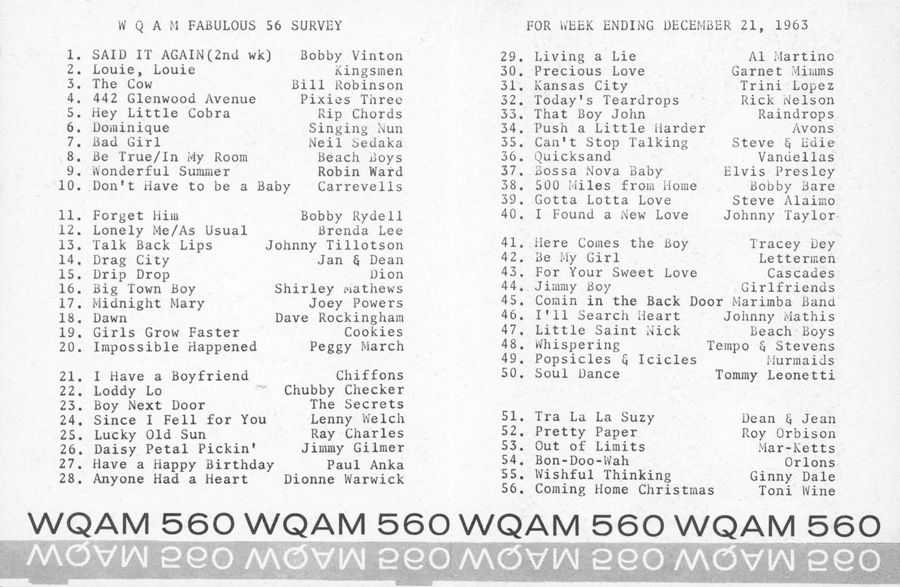 W Q A M FABULOUS 56 SURVEY
1. SAID IT AGAIN(2nd wk) Bobby Vinton
2. Louie, Louie Kingsmen
3. The Cow Bill Robinson
4. 442 Glenwood Avenue Pixies Three
5. Hey Little Cobra Rip Chords
6. Dominique Singing Nun
7. Bad Girl Neil Sedaka
8. Be True/In My Room Beach Boys
9. Wonderful Summer Robin Ward
10. Don't Have to be a Baby Carrevells
11. Forget Him Bobby Rydell
12. Lonely Me/As Usual Brenda Lee
13. Talk Back Lips Johnny Tillotson
14. Drag City Jan & Dean
15. Drip Drop Dion
16. Big Town Boy Shirley Mathews
17. Midnight Mary Joey Powers
18. Dawn Dave Rockingham
19. Girls Grow Faster Cookies
20. Impossible Happened Peggy March
21. I Have a Boyfriend Chiffons
22. Loddy Lo Chubby Checker
23. Boy Next Door The Secrets
24. Since I Fell for You Lenny Welch
25. Lucky Old Sun Ray Charles
26. Daisy Petal Pickin' Jimmy Gilmer
27. Have a Happy Birthday Paul Anka
28. Anyone Had a Heart Dionne Warwick
FOR WEEK ENDING DECEMBER 21, 1963
29. Living a Lie Al Martino
30. Precious Love Garnet Mimms
31. Kansas City Trini Lopez
32. Today's Teardrops Rick Nelson
33. That Boy John Raindrops
34. Push a Little Harder Avons
35. Can't Stop Talking Steve & Edie
36. Quicksand Vandellas
37. Bossa Nova Baby Elvis Presley
38. 500 Miles from Home Bobby Bare
39. Gotta Lotta Love Steve Alaimo
40. I Found a New Love Johnny Taylor
41. Here Comes the Boy Tracey Dey
42. Be My Girl Lettermen
43. For Your Sweet Love Cascades
44. Jimmy Boy Girlfriends
45. Comin in the Back Door Marimba Band
46. I'll Search Heart Johnny Mathis
47. Little Saint Nick Beach Boys
48. Whispering Tempo & Stevens
49. Popsicles & Icicles Murmaids
50. Soul Dance Tommy Leonetti
51. Tra La La Suzy Dean & Jean
52. Pretty Paper Roy Orbison
53. Out of Limits Mar-Ketts
54. Bon-Doo-Wah Orlons
55. Wishful Thinking Ginny Dale
56. Coming Home Christmas Toni Wine
WQAM 560 WQAM 560 WQAM 560 WQAM 560
WQAM 560 WQAM 560 WQAM 560 WQAM 560